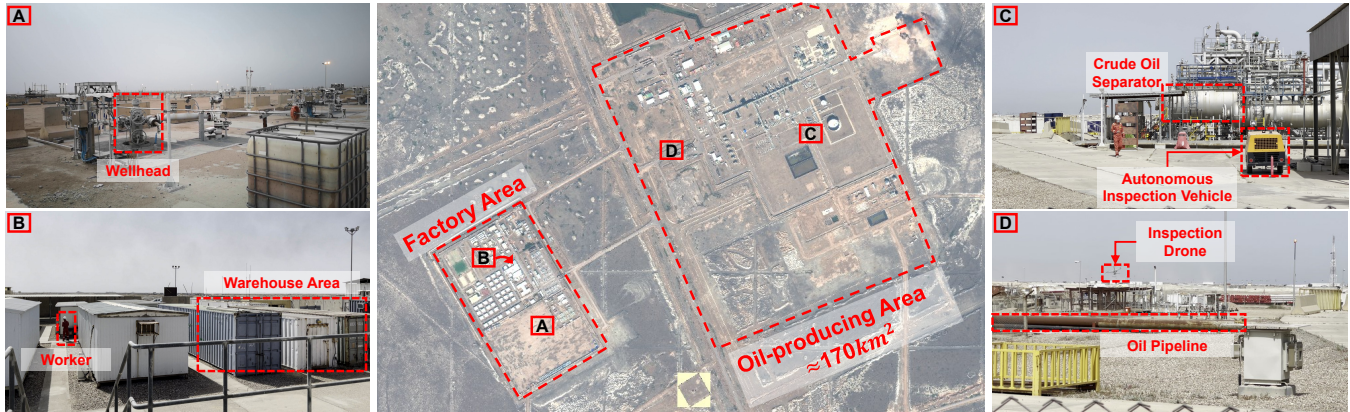 A
Wellhead
B
Warehouse Area
Worker
Factory Area
B
A
D
C
Oil-producing Area
≈170km²
C
Crude Oil
Separator
Autonomous
Inspection Vehicle
D
Inspection
Drone
Oil Pipeline